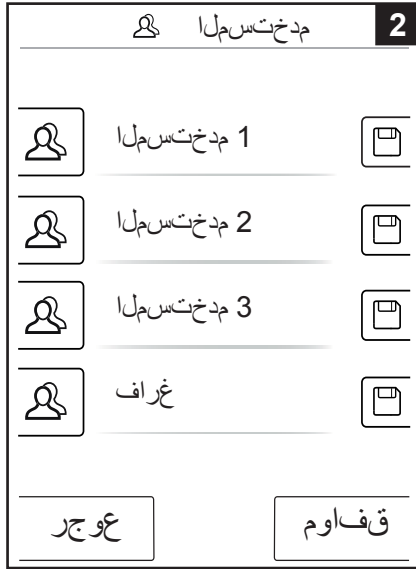 2
مدختسملا
1 مدختسملا
2 مدختسملا
3 مدختسملا
غراف
قفاوم
عوجر